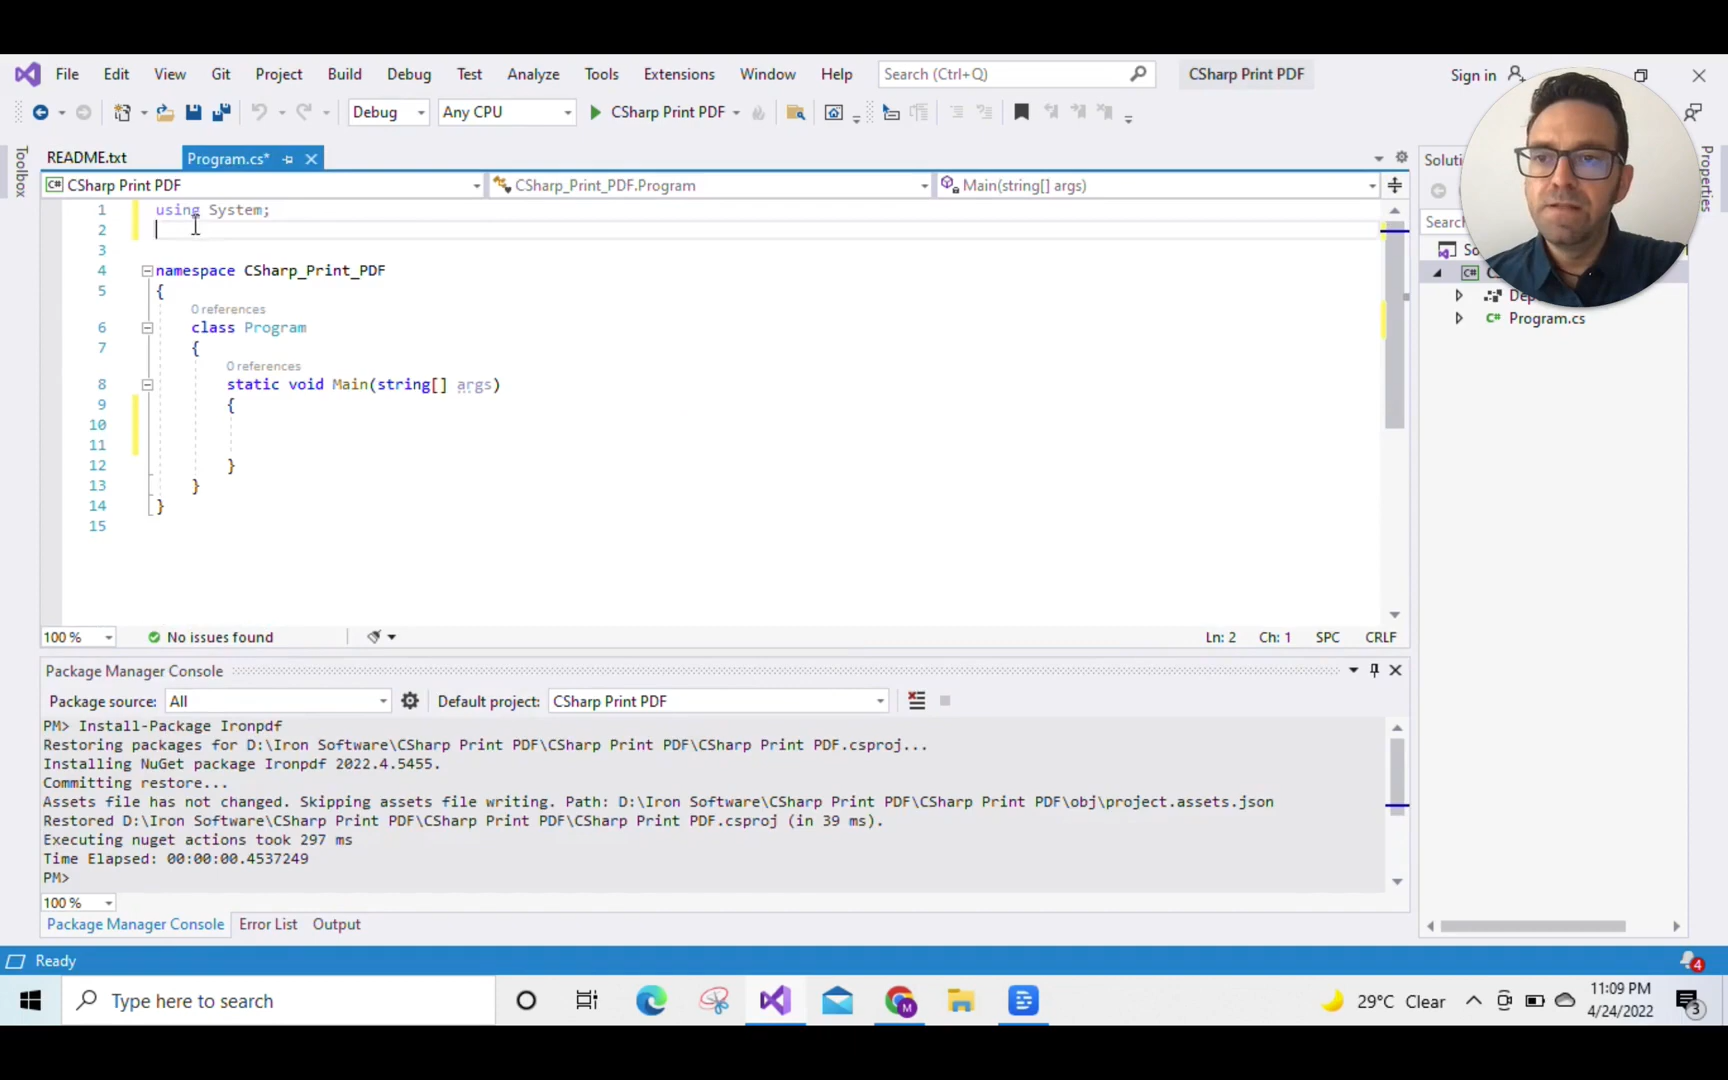 File Edit View Git Project Build Debug Test Analyze Tools Extensions Window Help Search (Ctrl+Q) CSharp Print PDF Sign in
Debug Any CPU CSharp Print PDF
Toolbox
README.txt Program.cs*
C# CSharp Print PDF CSharp_Print_PDF.Program Main(string[] args)
1 using System;
2
3
4 namespace CSharp_Print_PDF
5 {
0 references
6 class Program
7 {
0 references
8 static void Main(string[] args)
9 {
10
11
12 }
13 }
14 }
15
100 % No issues found Ln: 2 Ch: 1 SPC CRLF
Properties
C#
C# Program.cs
Package Manager Console
Package source: All Default project: CSharp Print PDF
PM> Install-Package Ironpdf
Restoring packages for D:\Iron Software\CSharp Print PDF\CSharp Print PDF\CSharp Print PDF.csproj...
Installing NuGet package Ironpdf 2022.4.5455.
Committing restore...
Assets file has not changed. Skipping assets file writing. Path: D:\Iron Software\CSharp Print PDF\CSharp Print PDF\obj\project.assets.json
Restored D:\Iron Software\CSharp Print PDF\CSharp Print PDF\CSharp Print PDF.csproj (in 39 ms).
Executing nuget actions took 297 ms
Time Elapsed: 00:00:00.4537249
PM>
100 %
Package Manager Console Error List Output
Ready 4
Type here to search 29°C Clear 11:09 PM
4/24/2022 3